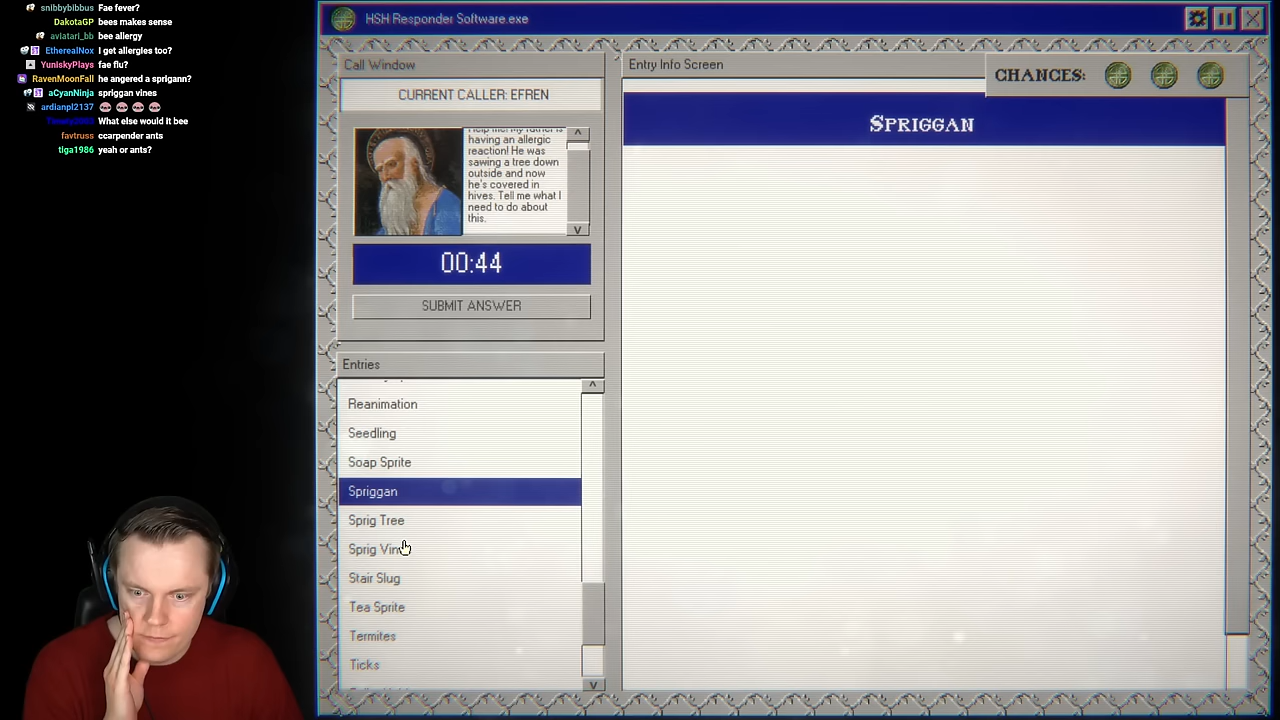 snibbybibbus Fae fever?
DakotaGP bees makes sense
aviatari_bb bee allergy
EtherealNox I get allergies too?
YuniskyPlays fae flu?
RavenMoonFall he angered a sprigann?
aCyanNinja spriggan vines
ardianpl2137
What else would it bee
favtruss ccarpender ants
tlga1986 yeah or ants?
HSH Responder Software.exe
Call Window
CURRENT CALLER: EFREN
Help me! My father is
having an allergic
reaction! He was
sawing a tree down
outside and now
he's covered in
hives. Tell me what I
need to do about
this.
00:44
SUBMIT ANSWER
Entries
Reanimation
Seedling
Soap Sprite
Spriggan
Sprig Tree
Sprig Vine
Stair Slug
Tea Sprite
Termites
Ticks
Entry Info Screen
CHANCES:
SPRIGGAN